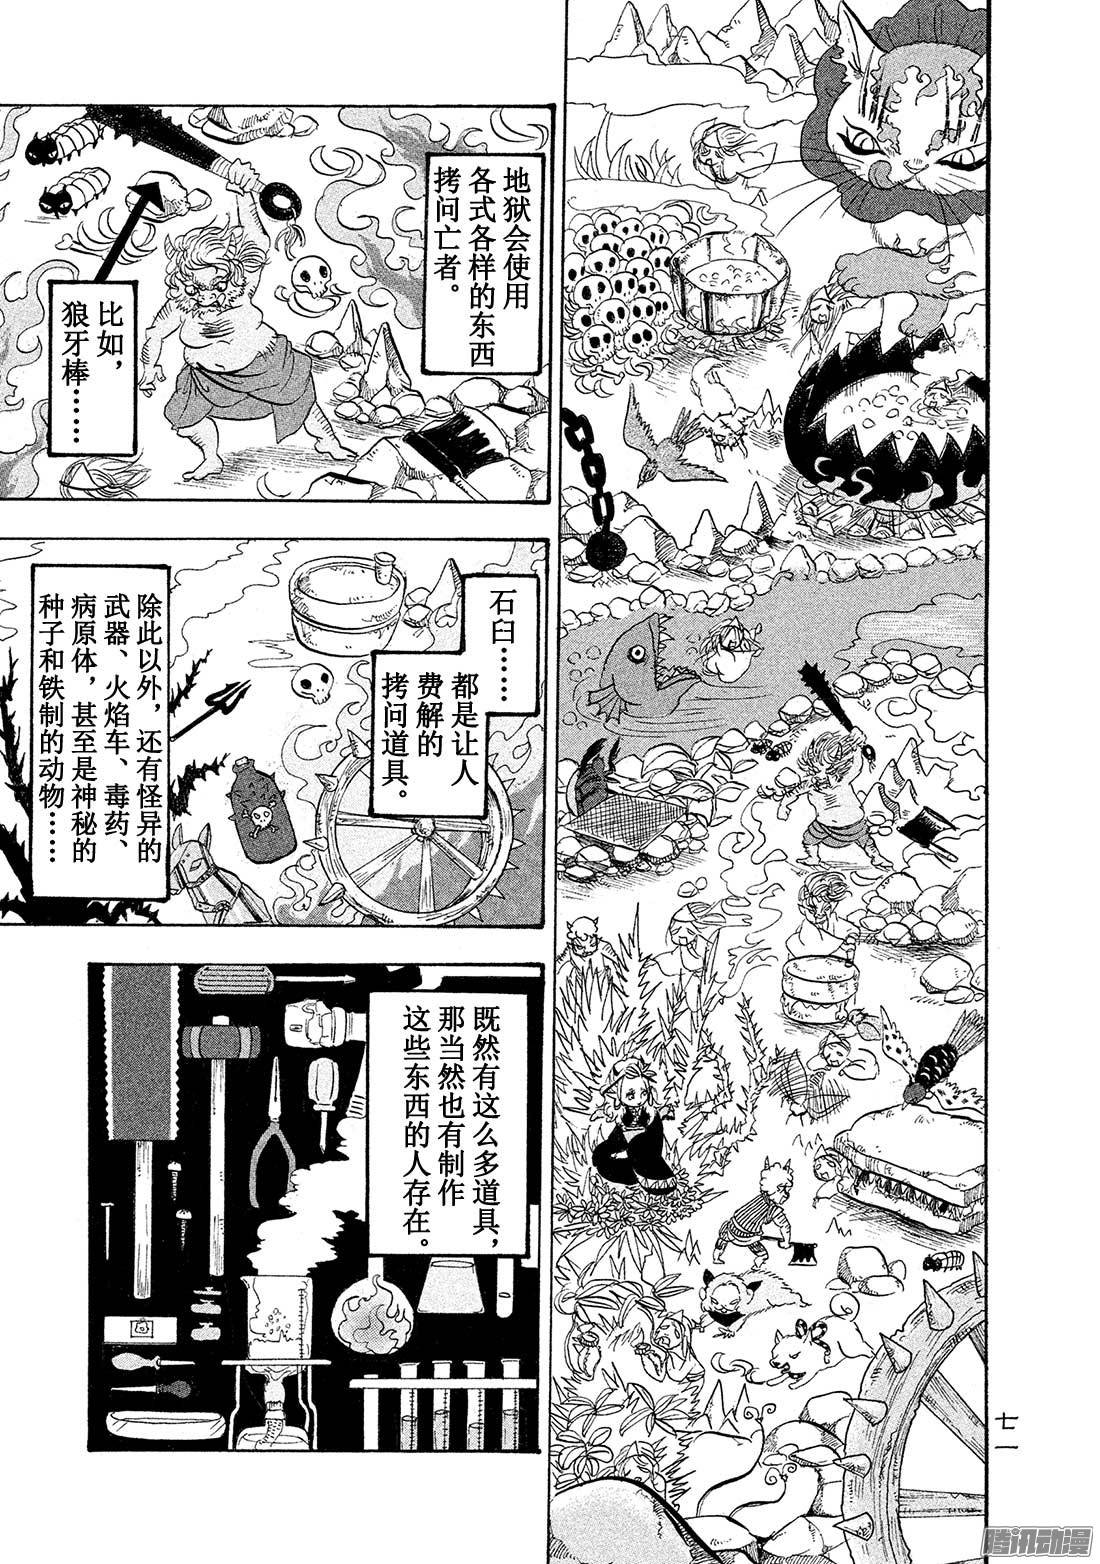 地狱会使用
各式各样的东西
拷问亡者。
比如，
狼牙棒……
石臼……
都是让人
费解的
拷问道具。
除此以外，还有怪异的
武器、火焰车、毒药、
病原体，甚至是神秘的
种子和铁制的动物……
既然有这么多道具，
那当然也有制作
这些东西的人存在。
七一
腾讯动漫